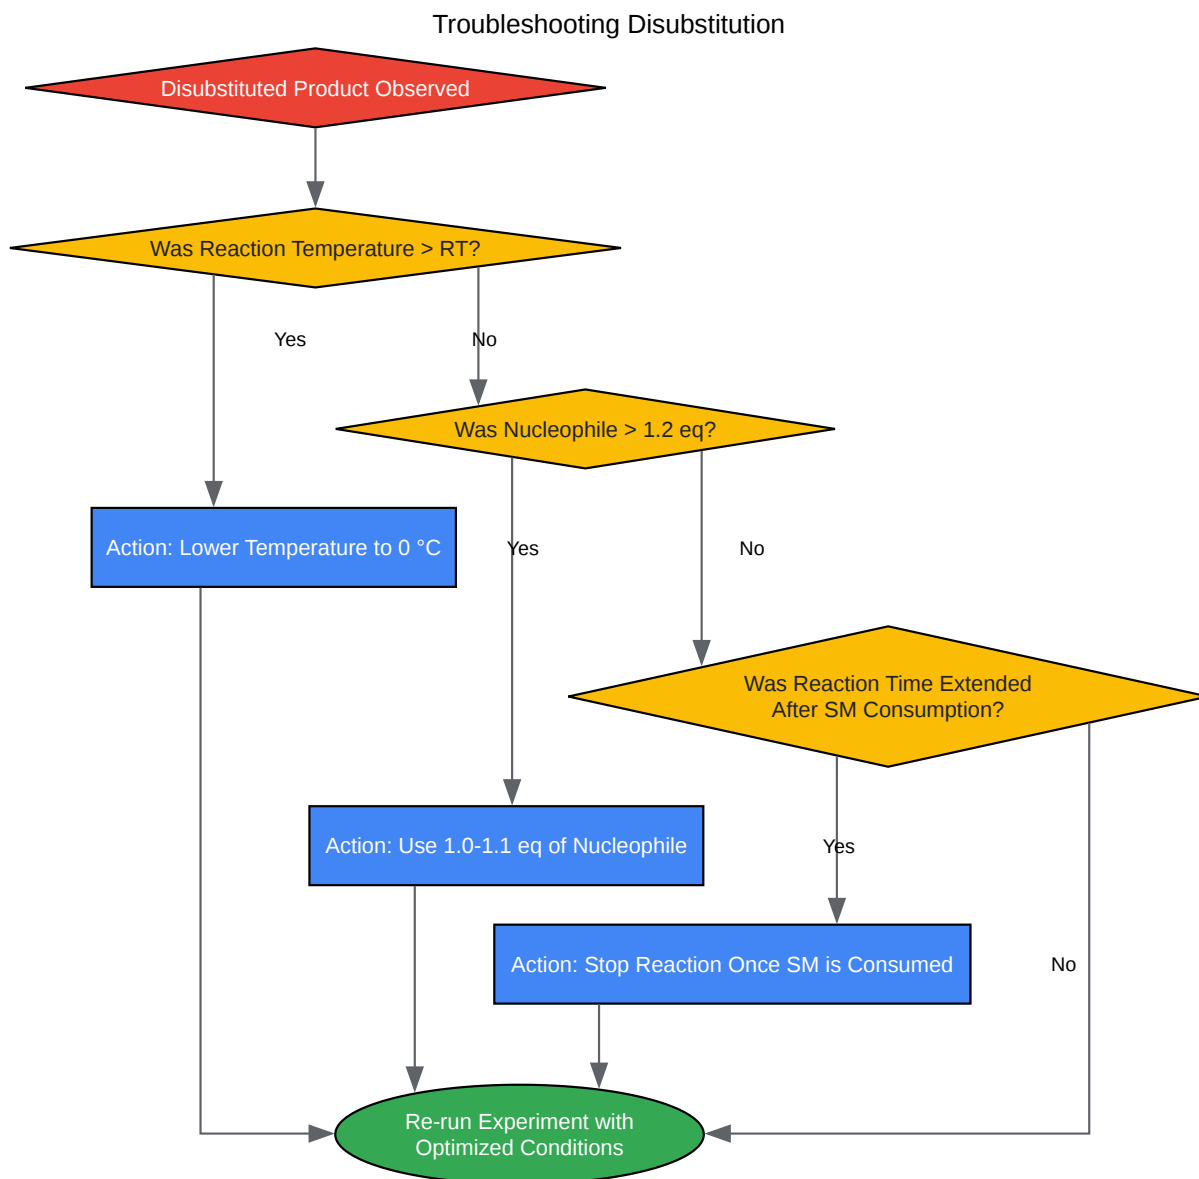 Troubleshooting Disubstitution
Disubstituted Product Observed
Was Reaction Temperature > RT?
Yes
No
Was Nucleophile > 1.2 eq?
Action: Lower Temperature to 0 °C
Yes
No
Was Reaction Time Extended
After SM Consumption?
Action: Use 1.0-1.1 eq of Nucleophile
Yes
Action: Stop Reaction Once SM is Consumed
No
Re-run Experiment with
Optimized Conditions